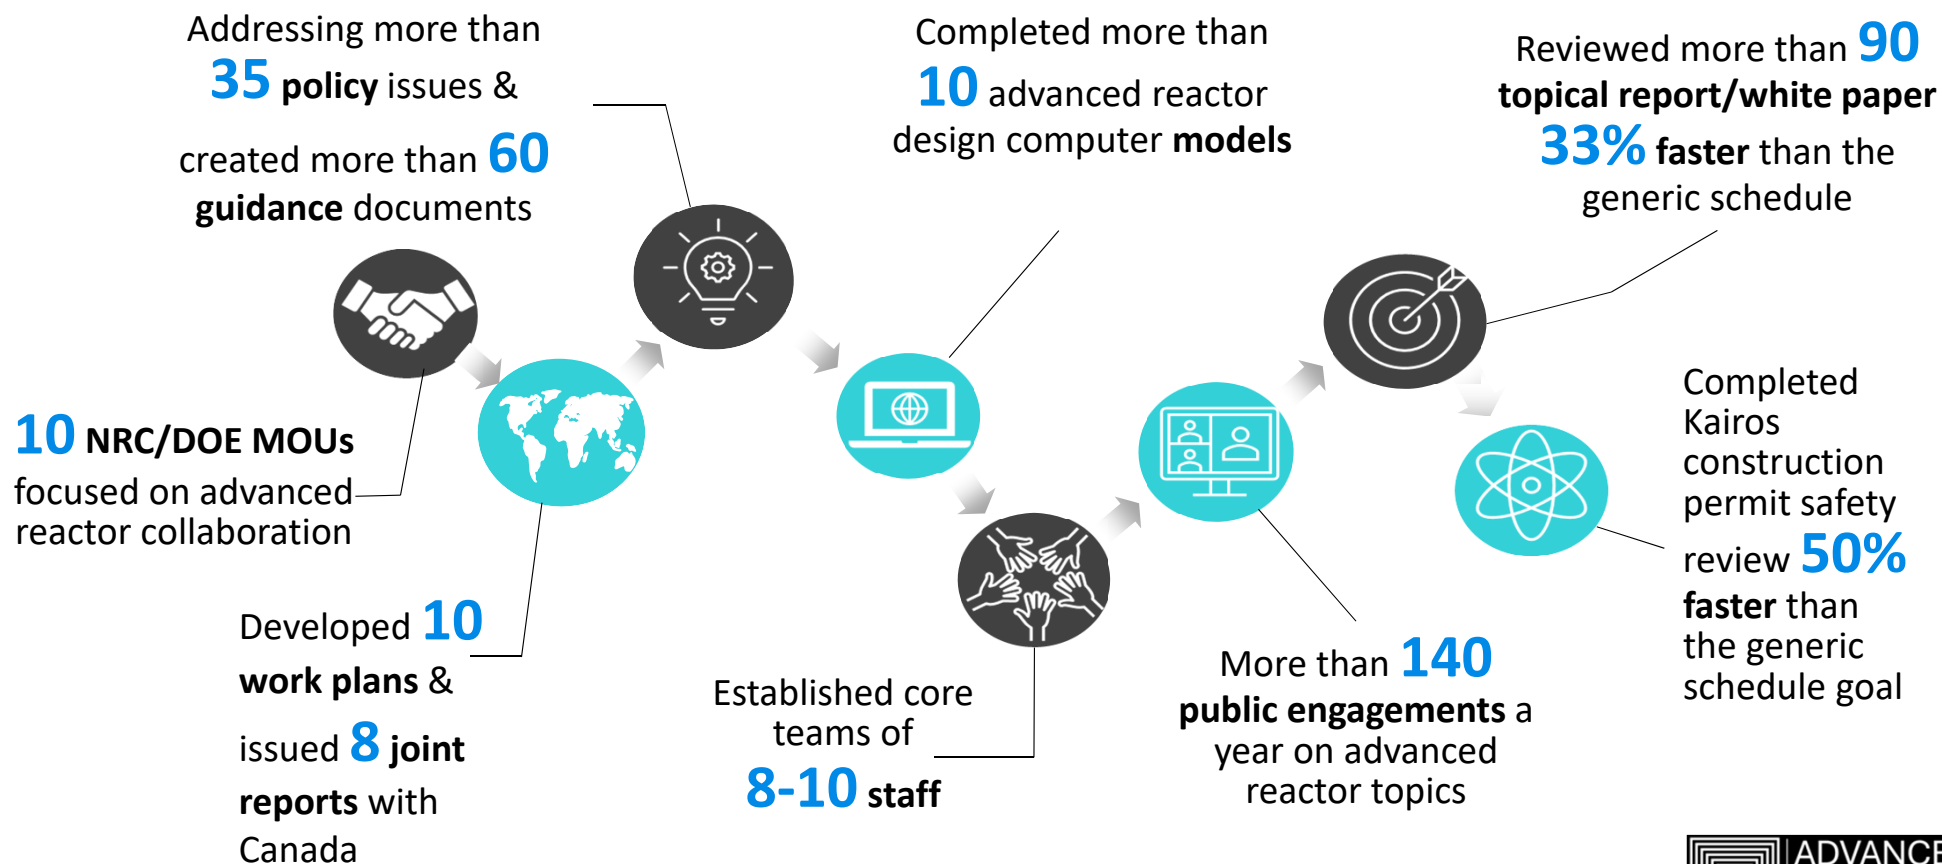 Addressing more than
35 policy issues &
created more than 60
guidance documents
Completed more than
10 advanced reactor
design computer models
Reviewed more than 90
topical report/white paper
33% faster than the
generic schedule
10 NRC/DOE MOUs
focused on advanced
reactor collaboration
Developed 10
work plans &
issued 8 joint
reports with
Canada
Established core
teams of
8-10 staff
More than 140
public engagements a
year on advanced
reactor topics
Completed
Kairos
construction
permit safety
review 50%
faster than
the generic
schedule goal